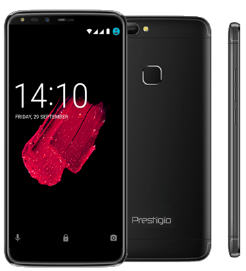 14:10
FRIDAY, 29 SEPTEMBER
Prestigio